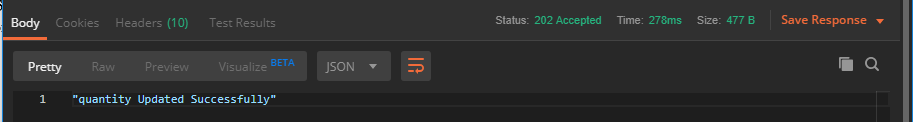 Body Cookies Headers (10) Test Results Status: 202 Accepted Time: 278ms Size: 477 B Save Response
Pretty Raw Preview Visualize BETA JSON
1 "quantity Updated Successfully"